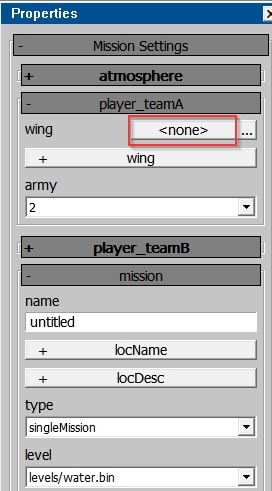 Properties
- Mission Settings
+ atmosphere
- player_teamA
wing <none> ...
+ wing
army
2
+ player_teamB
- mission
name
untitled
+ locName
+ locDesc
type
singleMission
level
levels/water.bin